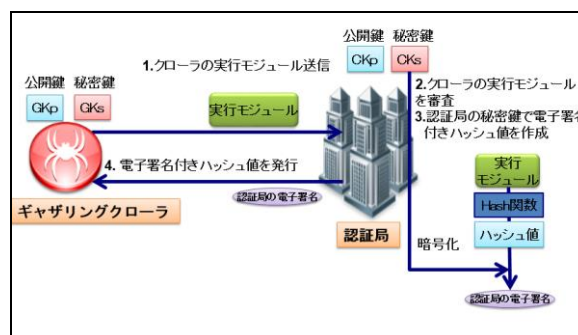 公開鍵 秘密鍵
CKp CKs
1.クローラの実行モジュール送信
2.クローラの実行モジュール
を審査
3.認証局の秘密鍵で電子署名
付きハッシュ値を作成
公開鍵 秘密鍵
GKp GKs
実行モジュール
4. 電子署名付きハッシュ値を発行
認証局の電子署名
ギャザリングクローラ
認証局
実行
モジュール
Hash関数
ハッシュ値
暗号化
認証局の電子署名